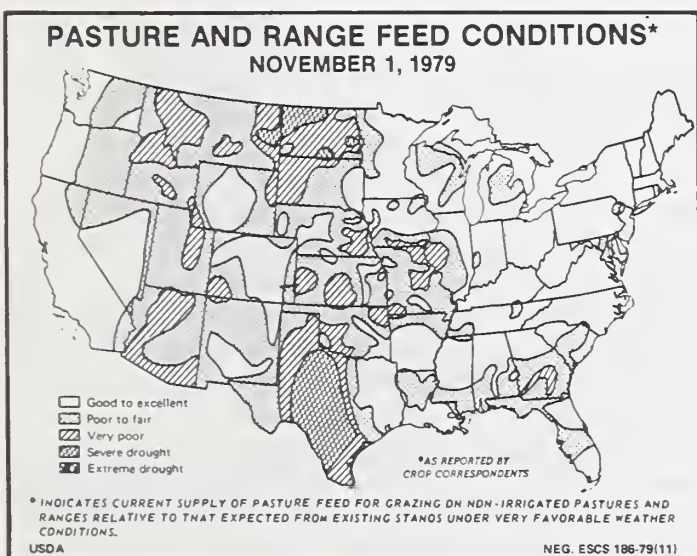 PASTURE AND RANGE FEED CONDITIONS*
NOVEMBER 1, 1979
Good to excellent
Poor to fair
Very poor
Severe drought
Extreme drought
*AS REPORTED BY
CROP CORRESPONDENTS
* INDICATES CURRENT SUPPLY OF PASTURE FEED FOR GRAZING ON NON-IRRIGATED PASTURES AND
RANGES RELATIVE TO THAT EXPECTED FROM EXISTING STANDS UNDER VERY FAVORABLE WEATHER
CONDITIONS.
USDA NEG. ESCS 186-79(11)